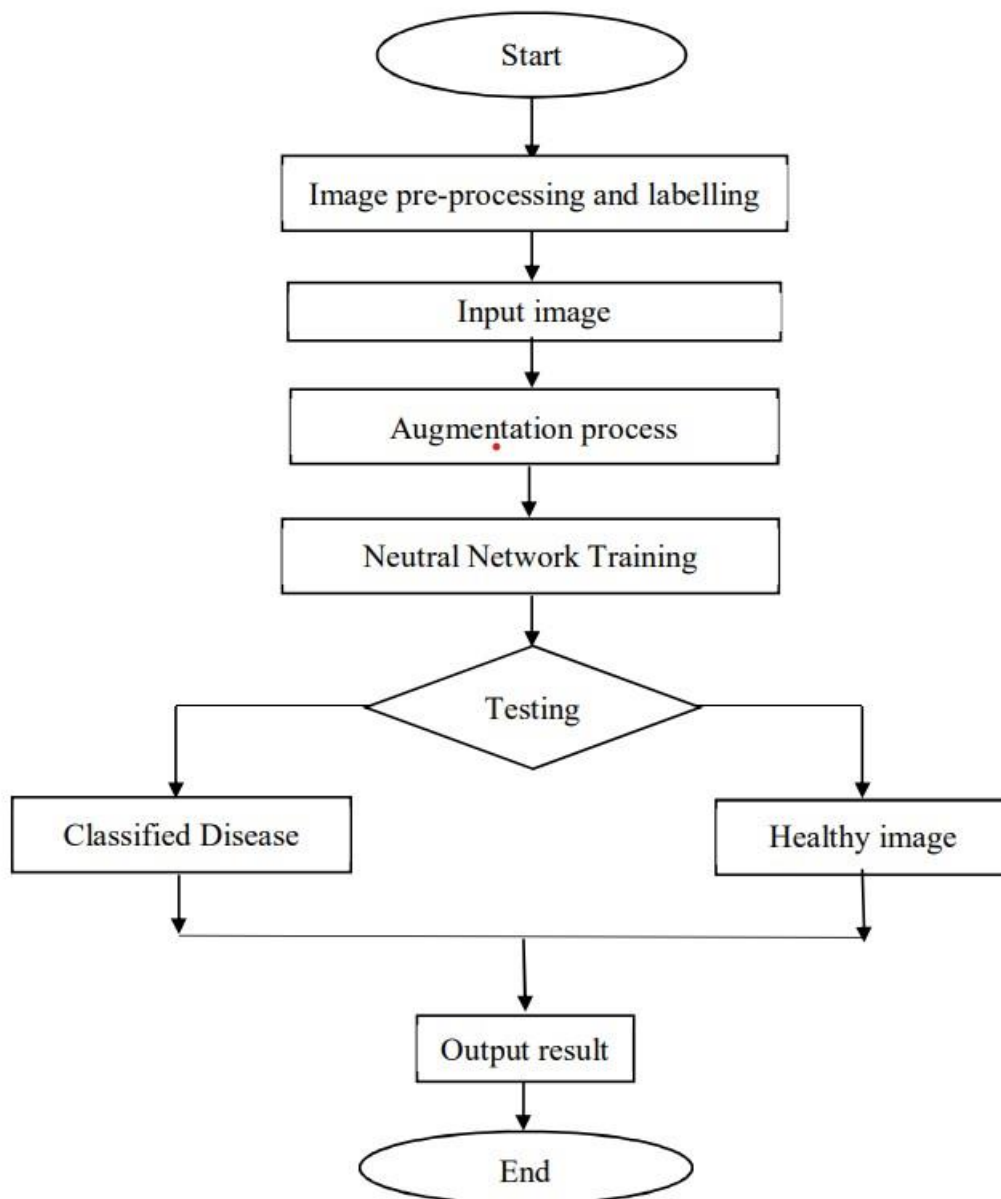 Start
Image pre-processing and labelling
Input image
Augmentation process
Neutral Network Training
Testing
Classified Disease
Healthy image
Output result
End